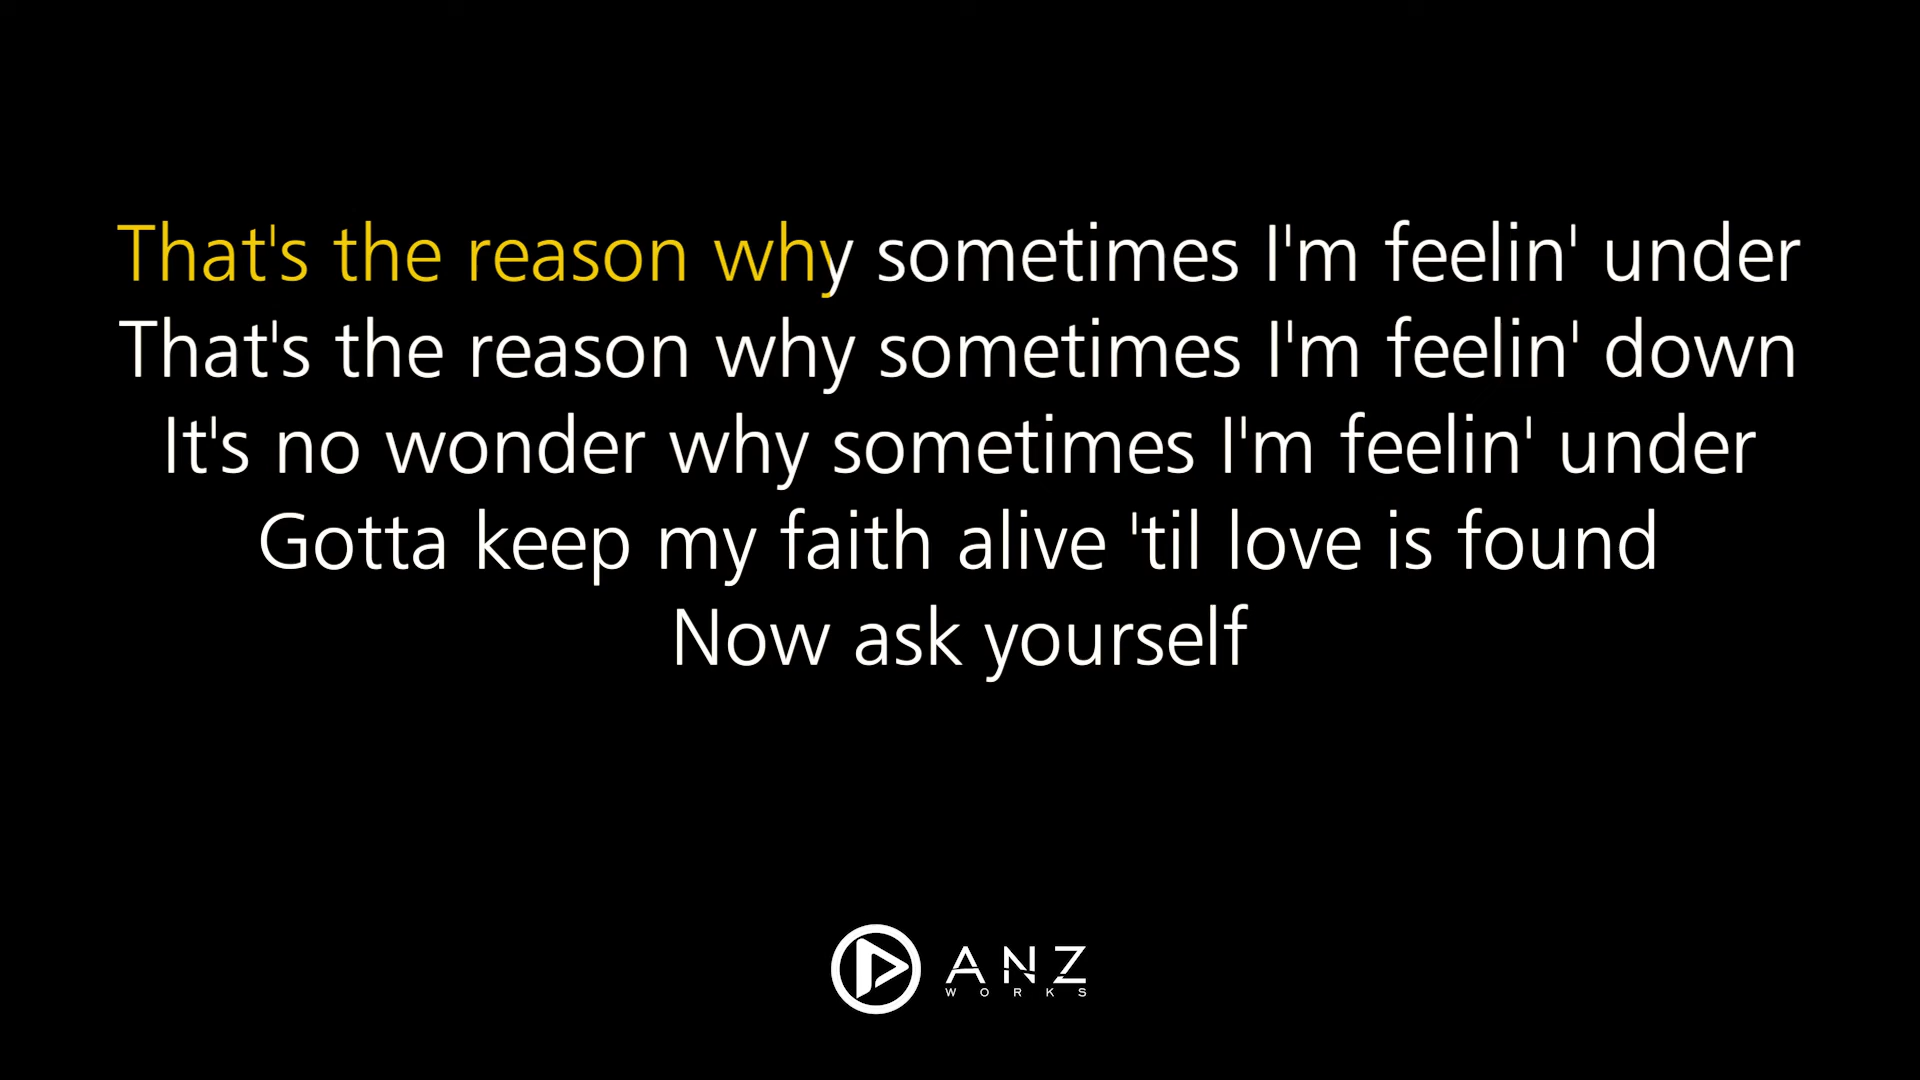 That's the reason why sometimes I'm feelin' under
That's the reason why sometimes I'm feelin' down
It's no wonder why sometimes I'm feelin' under
Gotta keep my faith alive 'til love is found
Now ask yourself
ANZ
WORKS